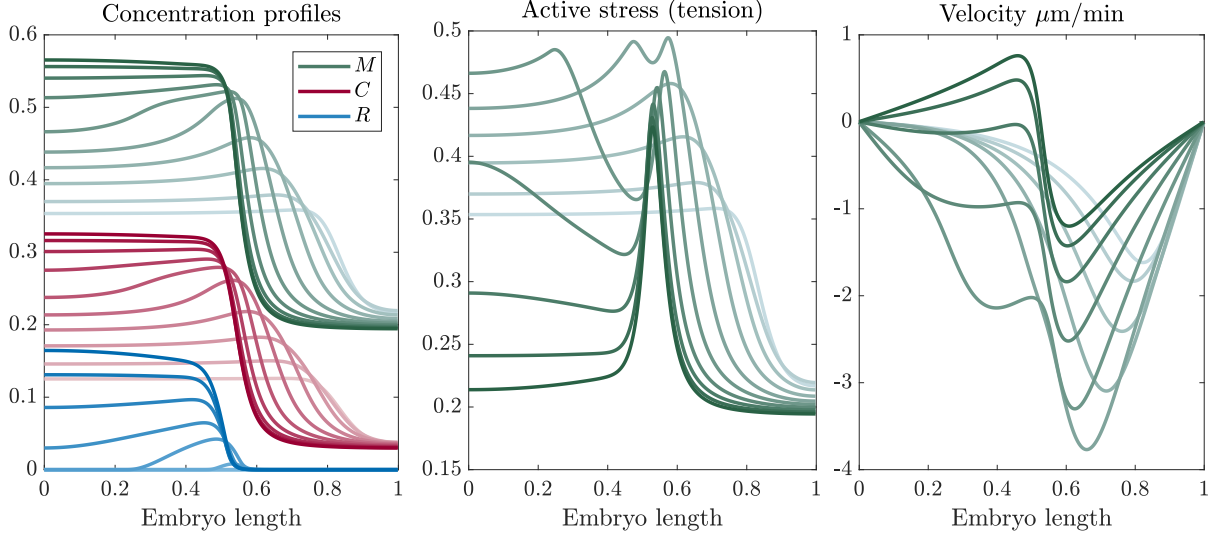 Concentration profiles
0.6
0.5
0.4
0.3
0.2
0.1
0
M
C
R
0 0.2 0.4 0.6 0.8 1
Embryo length
Active stress (tension)
0.5
0.45
0.4
0.35
0.3
0.25
0.2
0.15
0 0.2 0.4 0.6 0.8 1
Embryo length
Velocity μm/min
1
0
-1
-2
-3
-4
0 0.2 0.4 0.6 0.8 1
Embryo length